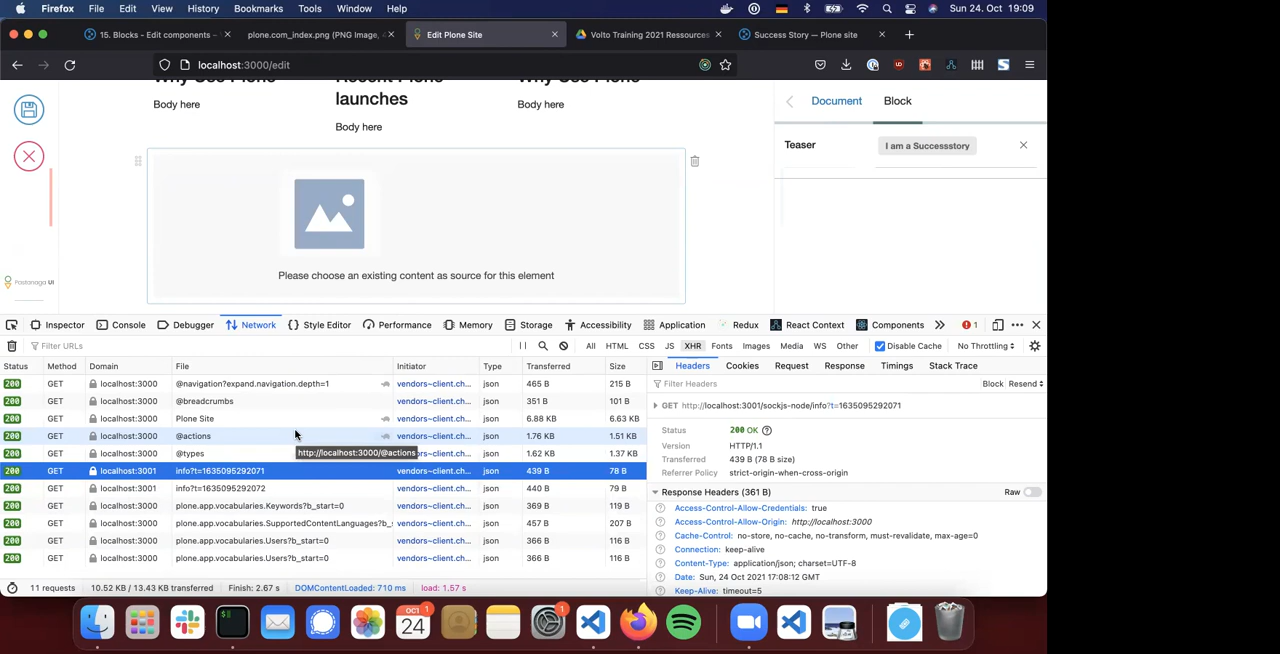 Firefox File Edit View History Bookmarks Tools Window Help Sun 24. Oct 19:09
15. Blocks - Edit components – plone.com_index.png (PNG Image, Edit Plone Site Volto Training 2021 Ressources Success Story — Plone site
localhost:3000/edit
Why Use Plone Recent Plone launches Why Use Plone
Body here Body here
Body here
Document Block
Teaser I am a Successstory
Please choose an existing content as source for this element
Pastanaga UI
Inspector Console Debugger Network Style Editor Performance Memory Storage Accessibility Application Redux React Context Components 1
Filter URLs All HTML CSS JS XHR Fonts Images Media WS Other Disable Cache No Throttling
Status Method Domain File Initiator Type Transferred Size
200 GET localhost:3000 @navigation?expand.navigation.depth=1 vendors~client.ch... json 465 B 215 B
200 GET localhost:3000 @breadcrumbs vendors~client.ch... json 351 B 101 B
200 GET localhost:3000 Plone Site vendors~client.ch... json 6.88 KB 6.63 KB
200 GET localhost:3000 @actions vendors~client.ch... json 1.76 KB 1.51 KB
200 GET localhost:3000 @types http://localhost:3000/@actions json 1.62 KB 1.37 KB
200 GET localhost:3001 info?t=1635095292071 vendors~client.ch... json 439 B 78 B
200 GET localhost:3001 info?t=1635095292072 vendors~client.ch... json 440 B 79 B
200 GET localhost:3000 plone.app.vocabularies.Keywords?b_start=0 vendors~client.ch... json 369 B 119 B
200 GET localhost:3000 plone.app.vocabularies.SupportedContentLanguages?b_ vendors~client.ch... json 457 B 207 B
200 GET localhost:3000 plone.app.vocabularies.Users?b_start=0 vendors~client.ch... json 366 B 116 B
200 GET localhost:3000 plone.app.vocabularies.Users?b_start=0 vendors~client.ch... json 366 B 116 B
11 requests 10.52 KB / 13.43 KB transferred Finish: 2.67 s DOMContentLoaded: 710 ms load: 1.57 s
Headers Cookies Request Response Timings Stack Trace
Filter Headers Block Resend
GET http://localhost:3001/sockjs-node/info?t=1635095292071
Status 200 OK
Version HTTP/1.1
Transferred 439 B (78 B size)
Referrer Policy strict-origin-when-cross-origin
Response Headers (361 B) Raw
Access-Control-Allow-Credentials: true
Access-Control-Allow-Origin: http://localhost:3000
Cache-Control: no-store, no-cache, no-transform, must-revalidate, max-age=0
Connection: keep-alive
Content-Type: application/json; charset=UTF-8
Date: Sun, 24 Oct 2021 17:08:12 GMT
Keep-Alive: timeout=5
OCT 24 1 1